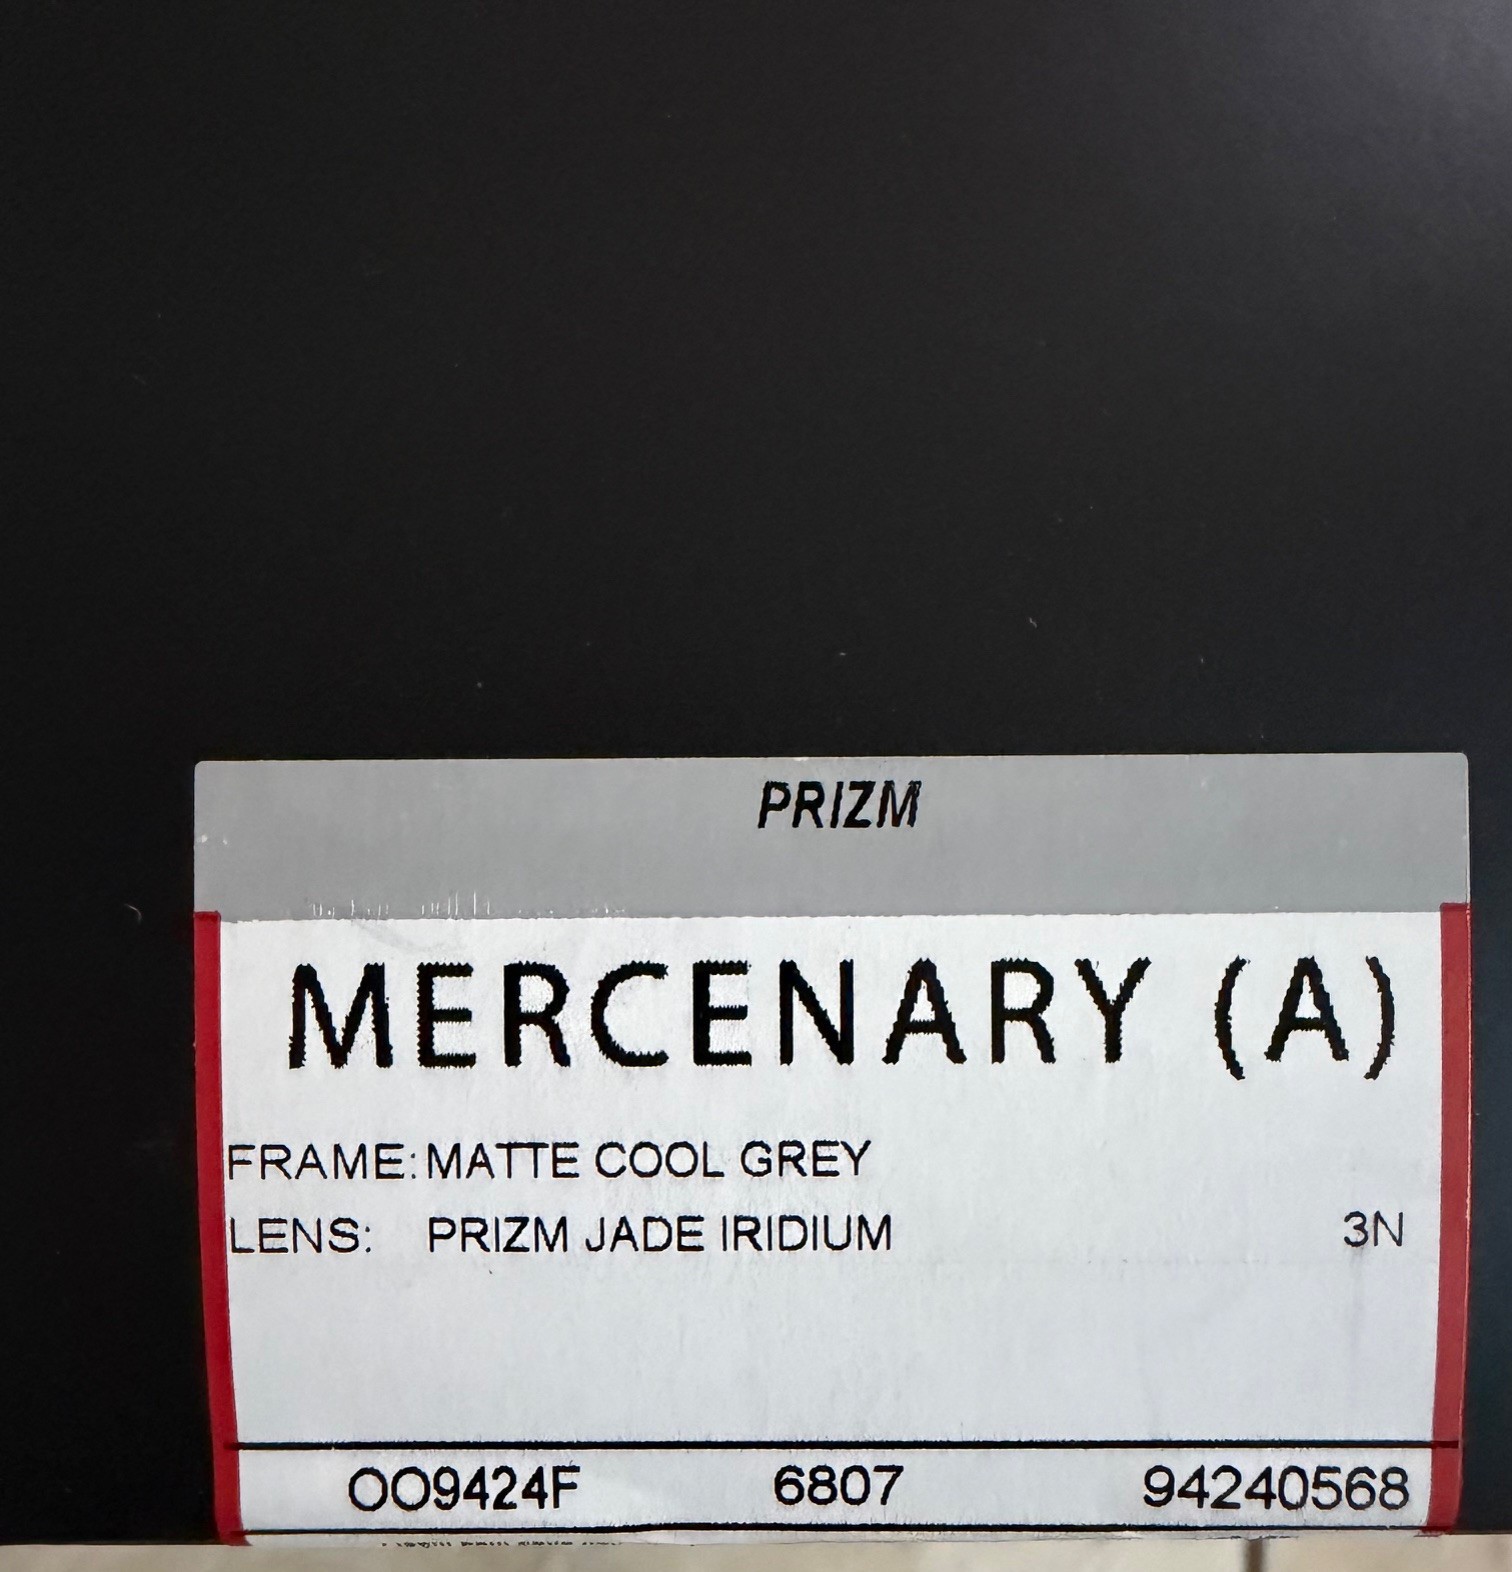 PRIZM
MERCENARY (A)
FRAME: MATTE COOL GREY
LENS: PRIZM JADE IRIDIUM 3N
OO9424F 6807 94240568